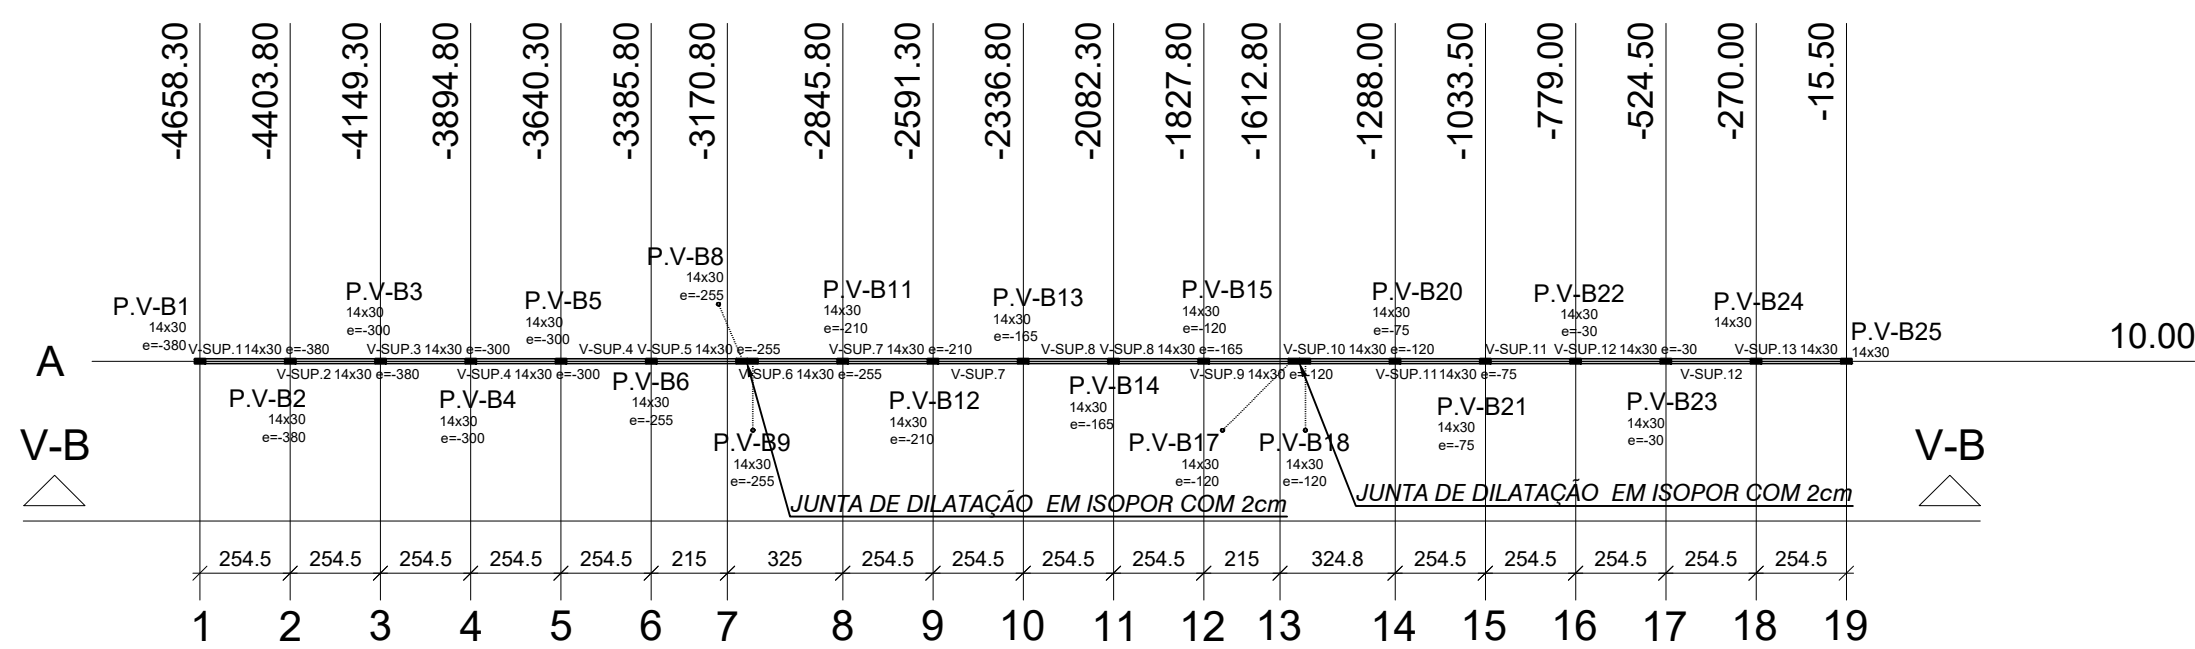 -4658.30
-4403.80
-4149.30
-3894.80
-3640.30
-3385.80
-3170.80
-2845.80
-2591.30
-2336.80
-2082.30
-1827.80
-1612.80
-1288.00
-1033.50
-779.00
-524.50
-270.00
-15.50
P.V-B1
14x30
e=-380
P.V-B3
14x30
e=-300
P.V-B5
14x30
e=-300
P.V-B8
14x30
e=-255
P.V-B11
14x30
e=-210
P.V-B13
14x30
e=-165
P.V-B15
14x30
e=-120
P.V-B20
14x30
e=-75
P.V-B22
14x30
e=-30
P.V-B24
14x30
P.V-B25
14x30
10.00
A
V-SUP.1 14x30 e=-380
V-SUP.3 14x30 e=-300
V-SUP.4
V-SUP.5 14x30 e=-255
V-SUP.7 14x30 e=-210
V-SUP.8
V-SUP.8 14x30 e=-165
V-SUP.10 14x30 e=-120
V-SUP.11
V-SUP.12 14x30 e=-30
V-SUP.13 14x30
V-SUP.2 14x30 e=-380
V-SUP.4 14x30 e=-300
V-SUP.6 14x30 e=-255
V-SUP.7
V-SUP.9 14x30 e=-120
V-SUP.11 14x30 e=-75
V-SUP.12
P.V-B2
14x30
e=-380
P.V-B4
14x30
e=-300
P.V-B6
14x30
e=-255
P.V-B9
14x30
e=-255
P.V-B12
14x30
e=-210
P.V-B14
14x30
e=-165
P.V-B17
14x30
e=-120
P.V-B18
14x30
e=-120
P.V-B21
14x30
e=-75
P.V-B23
14x30
e=-30
V-B
V-B
JUNTA DE DILATAÇÃO EM ISOPOR COM 2cm
JUNTA DE DILATAÇÃO EM ISOPOR COM 2cm
254.5 254.5 254.5 254.5 254.5 215 325 254.5 254.5 254.5 254.5 215 324.8 254.5 254.5 254.5 254.5 254.5
1 2 3 4 5 6 7 8 9 10 11 12 13 14 15 16 17 18 19